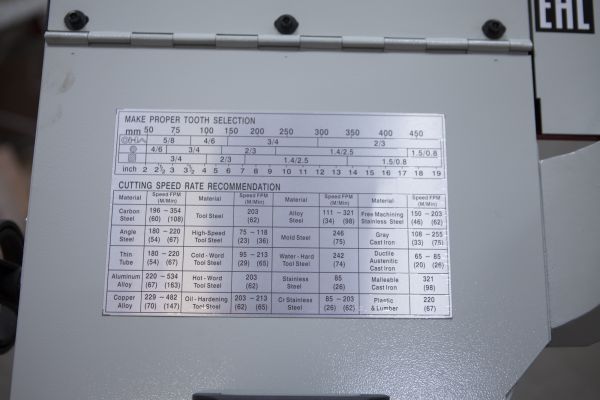 EAC
MAKE PROPER TOOTH SELECTION
mm 50 75 100 150 200 250 300 350 400 450
5/8 4/6 3/4 2/3
4/6 3/4 2/3 1.4/2.5 1.5/0.8
3/4 2/3 1.4/2.5 1.5/0.8
inch 2 2½ 3 3½ 4 5 6 7 8 9 10 11 12 13 14 15 16 17 18 19
CUTTING SPEED RATE RECOMMENDATION
Material Speed FPM (M/Min) Material Speed FPM (M/Min) Material Speed FPM (M/Min) Material Speed FPM (M/Min)
Carbon 196 – 354 Tool Steel 203 Alloy 111 – 321 Free Machining 150 – 203
Steel (60) (108) (62) Steel (34) (98) Stainless Steel (46) (62)
Angle 180 – 220 High-Speed 75 – 118 Mold Steel 246 Gray 108 – 255
Steel (54) (67) Tool Steel (23) (36) (75) Cast Iron (33) (75)
Thin 180 – 220 Cold-Word 95 – 213 Water-Hard 242 Ductile Austenitic 65 – 85
Tube (54) (67) Tool Steel (29) (65) Tool Steel (74) Cast Iron (20) (26)
Aluminum 220 – 534 Hot-Word 203 Stainless 85 Malleable 321
Alloy (67) (163) Tool Steel (62) Steel (26) Cast Iron (98)
Copper 229 – 482 Oil-Hardening 203 – 213 Cr Stainless 85 – 203 Plastic 220
Alloy (70) (147) Tool Steel (62) (65) Steel (26) (62) & Lumber (67)